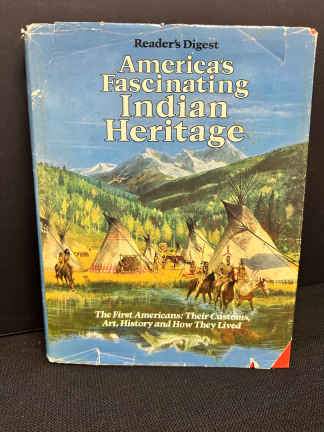 Reader's Digest
America's
Fascinating
Indian
Heritage
The First Americans: Their Customs,
Art, History and How They Lived